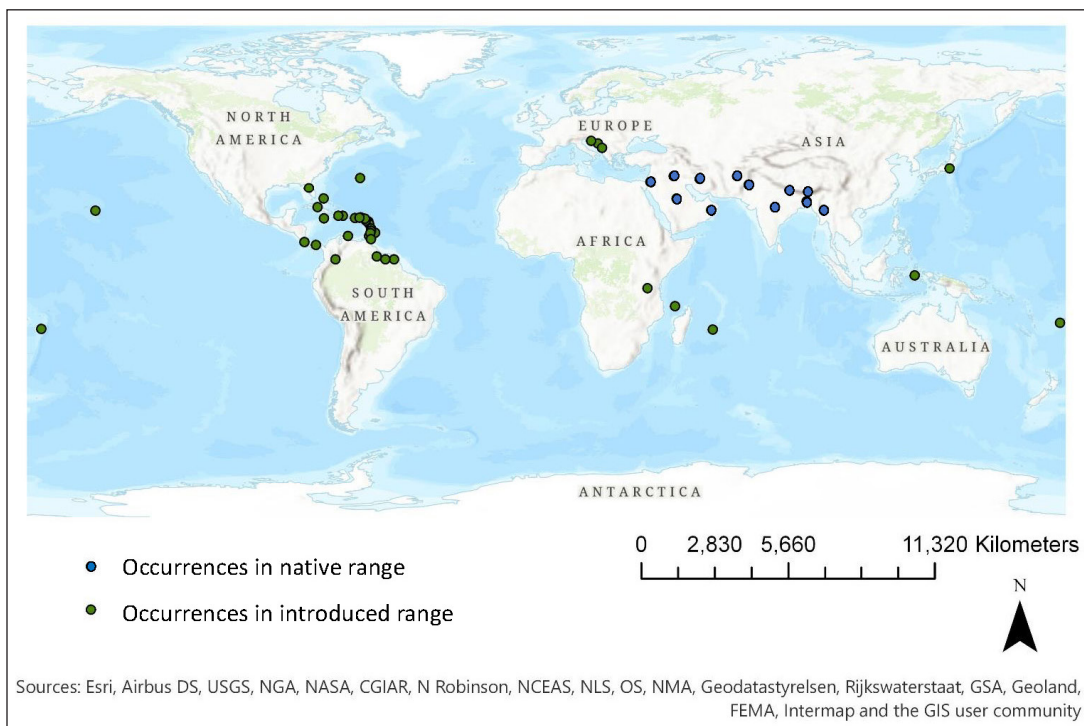 NORTH
AMERICA
EUROPE
ASIA
AFRICA
SOUTH
AMERICA
AUSTRALIA
ANTARCTICA
Occurrences in native range
Occurrences in introduced range
0 2,830 5,660 11,320 Kilometers
N
Sources: Esri, Airbus DS, USGS, NGA, NASA, CGIAR, N Robinson, NCEAS, NLS, OS, NMA, Geodatastyrelsen, Rijkswaterstaat, GSA, Geoland,
FEMA, Intermap and the GIS user community